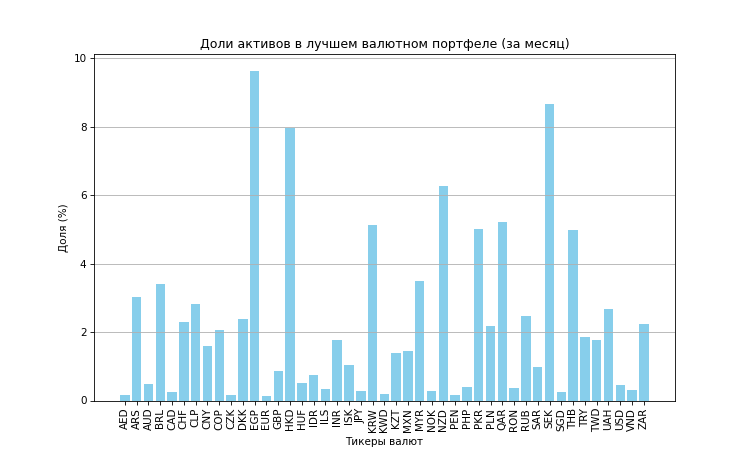 Доли активов в лучшем валютном портфеле (за месяц)
10
8
6
4
2
0
Доля (%)
AED ARS AUD BRL CAD CHF CLP CNY COP CZK DKK EGP EUR GBP HKD HUF IDR ILS INR ISK JPY KRW KWD KZT MXN MYR NOK NZD PEN PHP PKR PLN QAR RON RUB SAR SEK SGD THB TRY TWD UAH USD VND ZAR
Тикеры валют